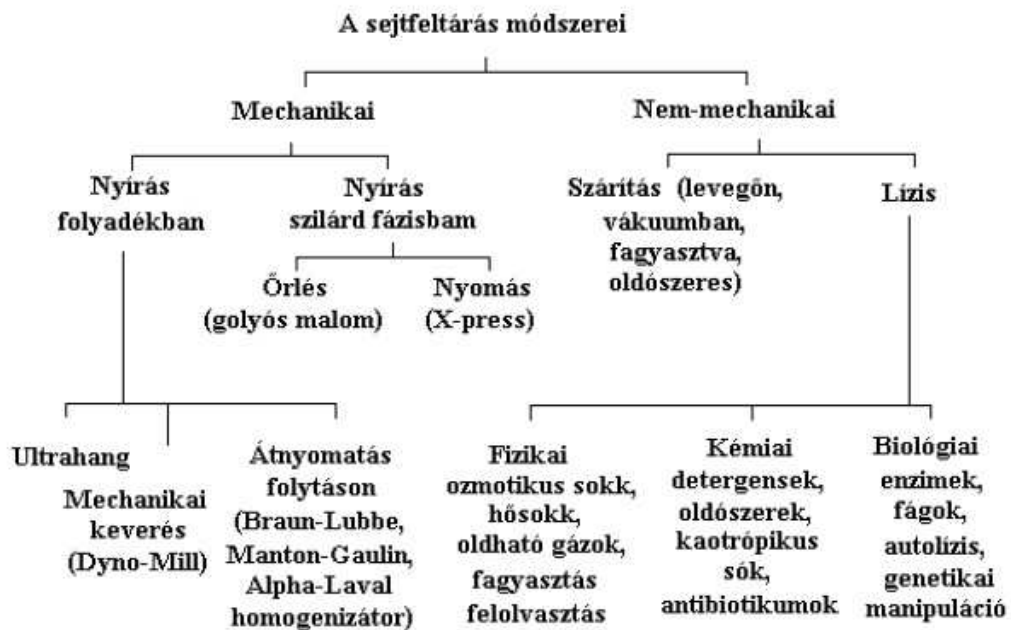 A sejtfeltárás módszerei
Mechanikai
Nem-mechanikai
Nyírás
folyadékban
Nyírás
szilárd fázisbam
Szárítás (levegőn,
vákuumban,
fagyasztva,
oldószeres)
Lízis
Őrlés
(golyós malom)
Nyomás
(X-press)
Ultrahang
Mechanikai
keverés
(Dyno-Mill)
Átnyomatás
folytáson
(Braun-Lubbe,
Manton-Gaulin,
Alpha-Laval
homogenizátor)
Fizikai
ozmotikus sokk,
hősokk,
oldható gázok,
fagyasztás
felolvasztás
Kémiai
detergensek,
oldószerek,
kaotrópikus
sók,
antibiotikumok
Biológiai
enzimek,
fágok,
autolízis,
genetikai
manipuláció